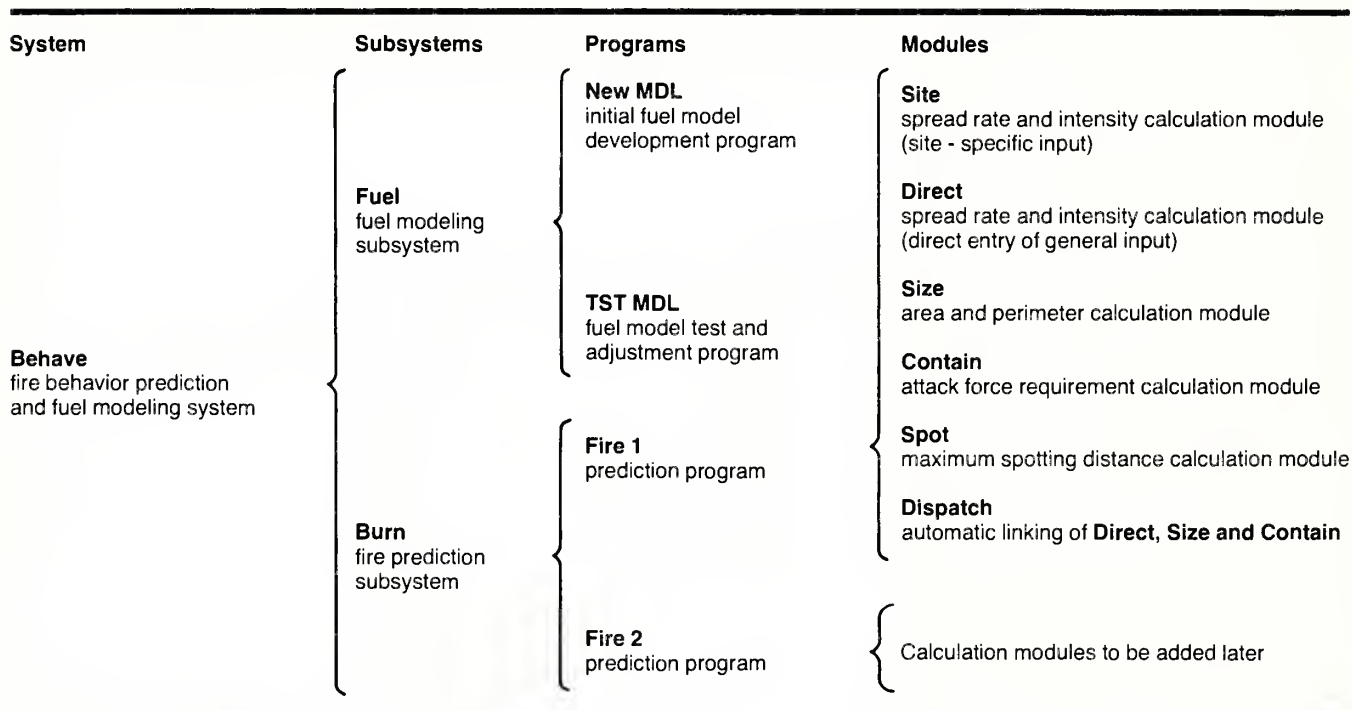 System
Subsystems
Programs
Modules
Behave
fire behavior prediction
and fuel modeling system
Fuel
fuel modeling
subsystem
Burn
fire prediction
subsystem
New MDL
initial fuel model
development program
TST MDL
fuel model test and
adjustment program
Fire 1
prediction program
Fire 2
prediction program
Site
spread rate and intensity calculation module
(site - specific input)
Direct
spread rate and intensity calculation module
(direct entry of general input)
Size
area and perimeter calculation module
Contain
attack force requirement calculation module
Spot
maximum spotting distance calculation module
Dispatch
automatic linking of Direct, Size and Contain
Calculation modules to be added later